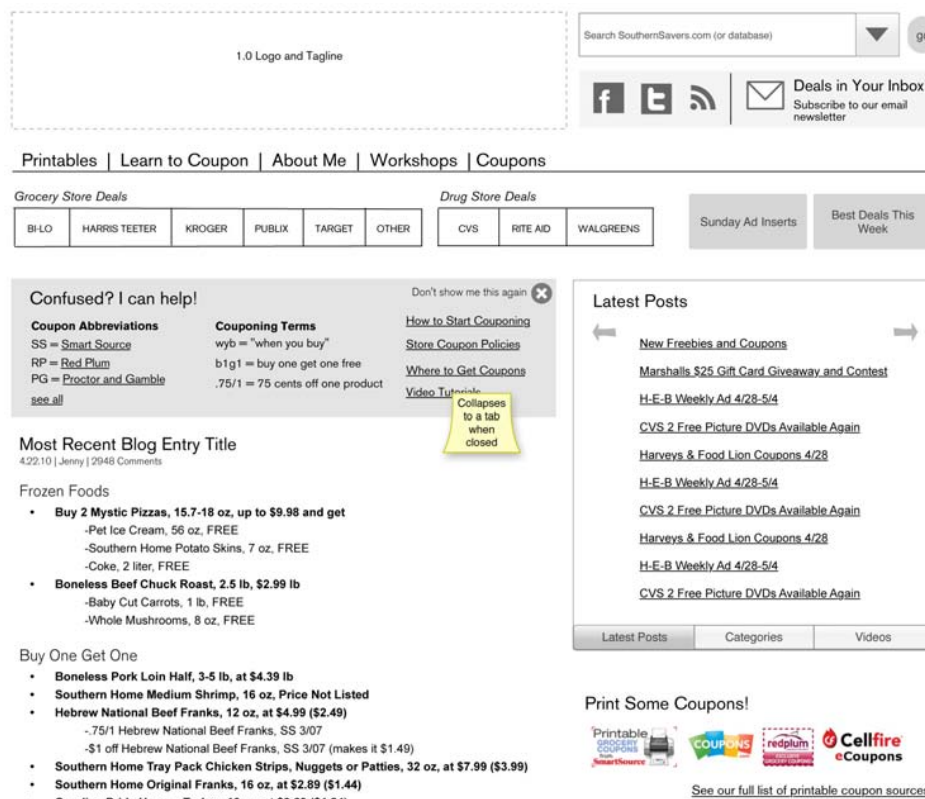 1.0 Logo and Tagline
Search SouthernSavers.com (or database)
Deals in Your Inbox
Subscribe to our email
newsletter
Printables | Learn to Coupon | About Me | Workshops | Coupons
Grocery Store Deals
BI-LO HARRIS TEETER KROGER PUBLIX TARGET OTHER
Drug Store Deals
CVS RITE AID WALGREENS
Sunday Ad Inserts
Best Deals This
Week
Confused? I can help!
Don't show me this again
Coupon Abbreviations
SS = Smart Source
RP = Red Plum
PG = Proctor and Gamble
see all
Couponing Terms
wyb = "when you buy"
b1g1 = buy one get one free
.75/1 = 75 cents off one product
How to Start Couponing
Store Coupon Policies
Where to Get Coupons
Video Tutorials
Collapses
to a tab
when
closed
Most Recent Blog Entry Title
4.22.10 | Jenny | 2948 Comments
Frozen Foods
• Buy 2 Mystic Pizzas, 15.7-18 oz, up to $9.98 and get
-Pet Ice Cream, 56 oz, FREE
-Southern Home Potato Skins, 7 oz, FREE
-Coke, 2 liter, FREE
• Boneless Beef Chuck Roast, 2.5 lb, $2.99 lb
-Baby Cut Carrots, 1 lb, FREE
-Whole Mushrooms, 8 oz, FREE
Buy One Get One
• Boneless Pork Loin Half, 3-5 lb, at $4.39 lb
• Southern Home Medium Shrimp, 16 oz, Price Not Listed
• Hebrew National Beef Franks, 12 oz, at $4.99 ($2.49)
-.75/1 Hebrew National Beef Franks, SS 3/07
-$1 off Hebrew National Beef Franks, SS 3/07 (makes it $1.49)
• Southern Home Tray Pack Chicken Strips, Nuggets or Patties, 32 oz, at $7.99 ($3.99)
• Southern Home Original Franks, 16 oz, at $2.89 ($1.44)
Latest Posts
New Freebies and Coupons
Marshalls $25 Gift Card Giveaway and Contest
H-E-B Weekly Ad 4/28-5/4
CVS 2 Free Picture DVDs Available Again
Harveys & Food Lion Coupons 4/28
H-E-B Weekly Ad 4/28-5/4
CVS 2 Free Picture DVDs Available Again
Harveys & Food Lion Coupons 4/28
H-E-B Weekly Ad 4/28-5/4
CVS 2 Free Picture DVDs Available Again
Latest Posts Categories Videos
Print Some Coupons!
Printable
GROCERY
COUPONS
SmartSource
COUPONS
redplum
GROCERY COUPONS
Cellfire
eCoupons
See our full list of printable coupon sources